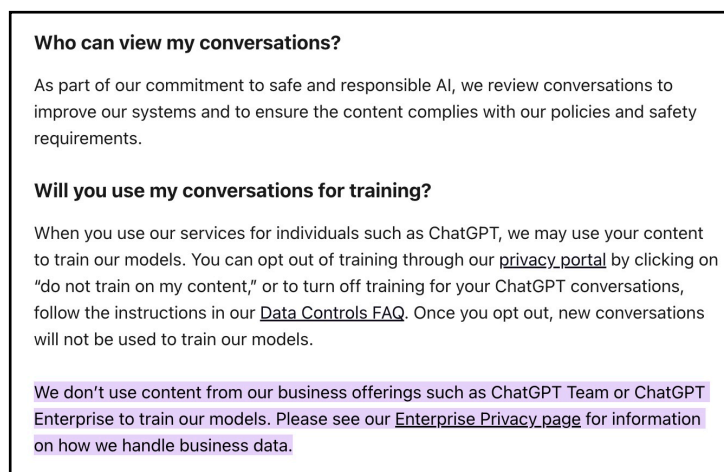 Who can view my conversations?
As part of our commitment to safe and responsible AI, we review conversations to
improve our systems and to ensure the content complies with our policies and safety
requirements.
Will you use my conversations for training?
When you use our services for individuals such as ChatGPT, we may use your content
to train our models. You can opt out of training through our privacy portal by clicking on
“do not train on my content,” or to turn off training for your ChatGPT conversations,
follow the instructions in our Data Controls FAQ. Once you opt out, new conversations
will not be used to train our models.
We don’t use content from our business offerings such as ChatGPT Team or ChatGPT
Enterprise to train our models. Please see our Enterprise Privacy page for information
on how we handle business data.